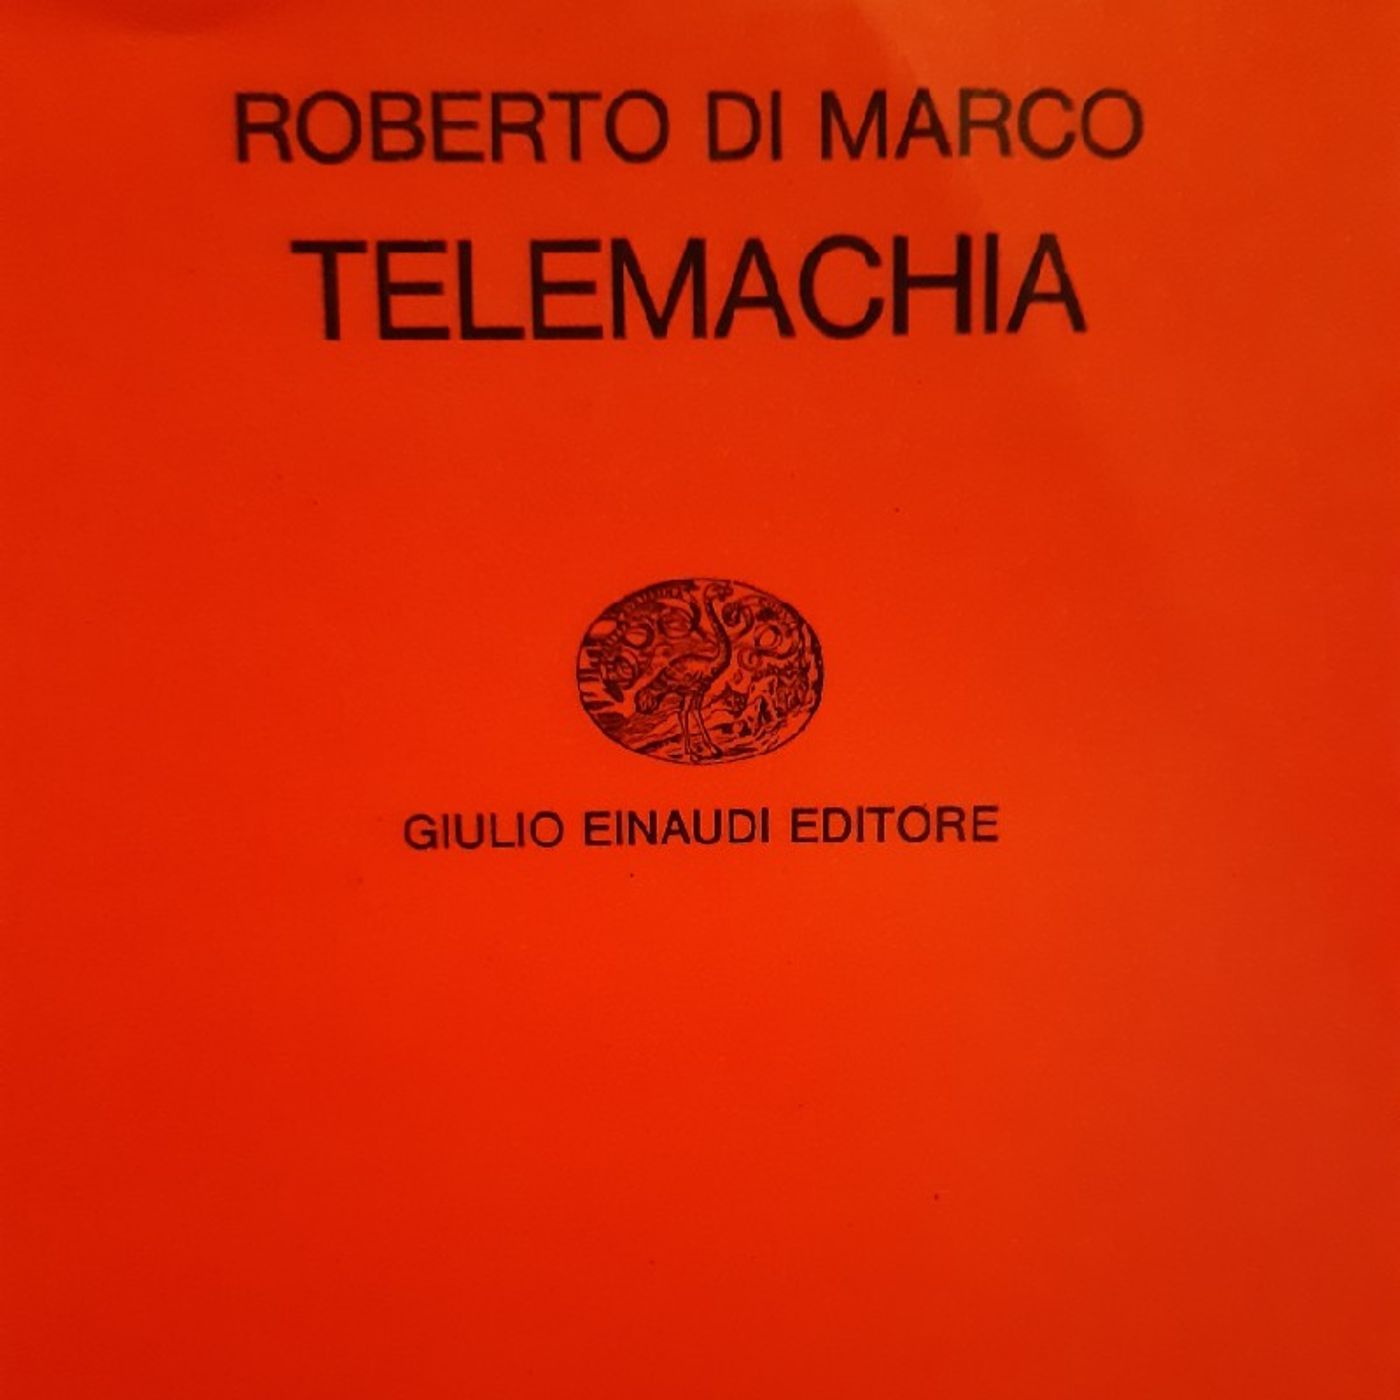 ROBERTO DI MARCO
TELEMACHIA
GIULIO EINAUDI EDITORE